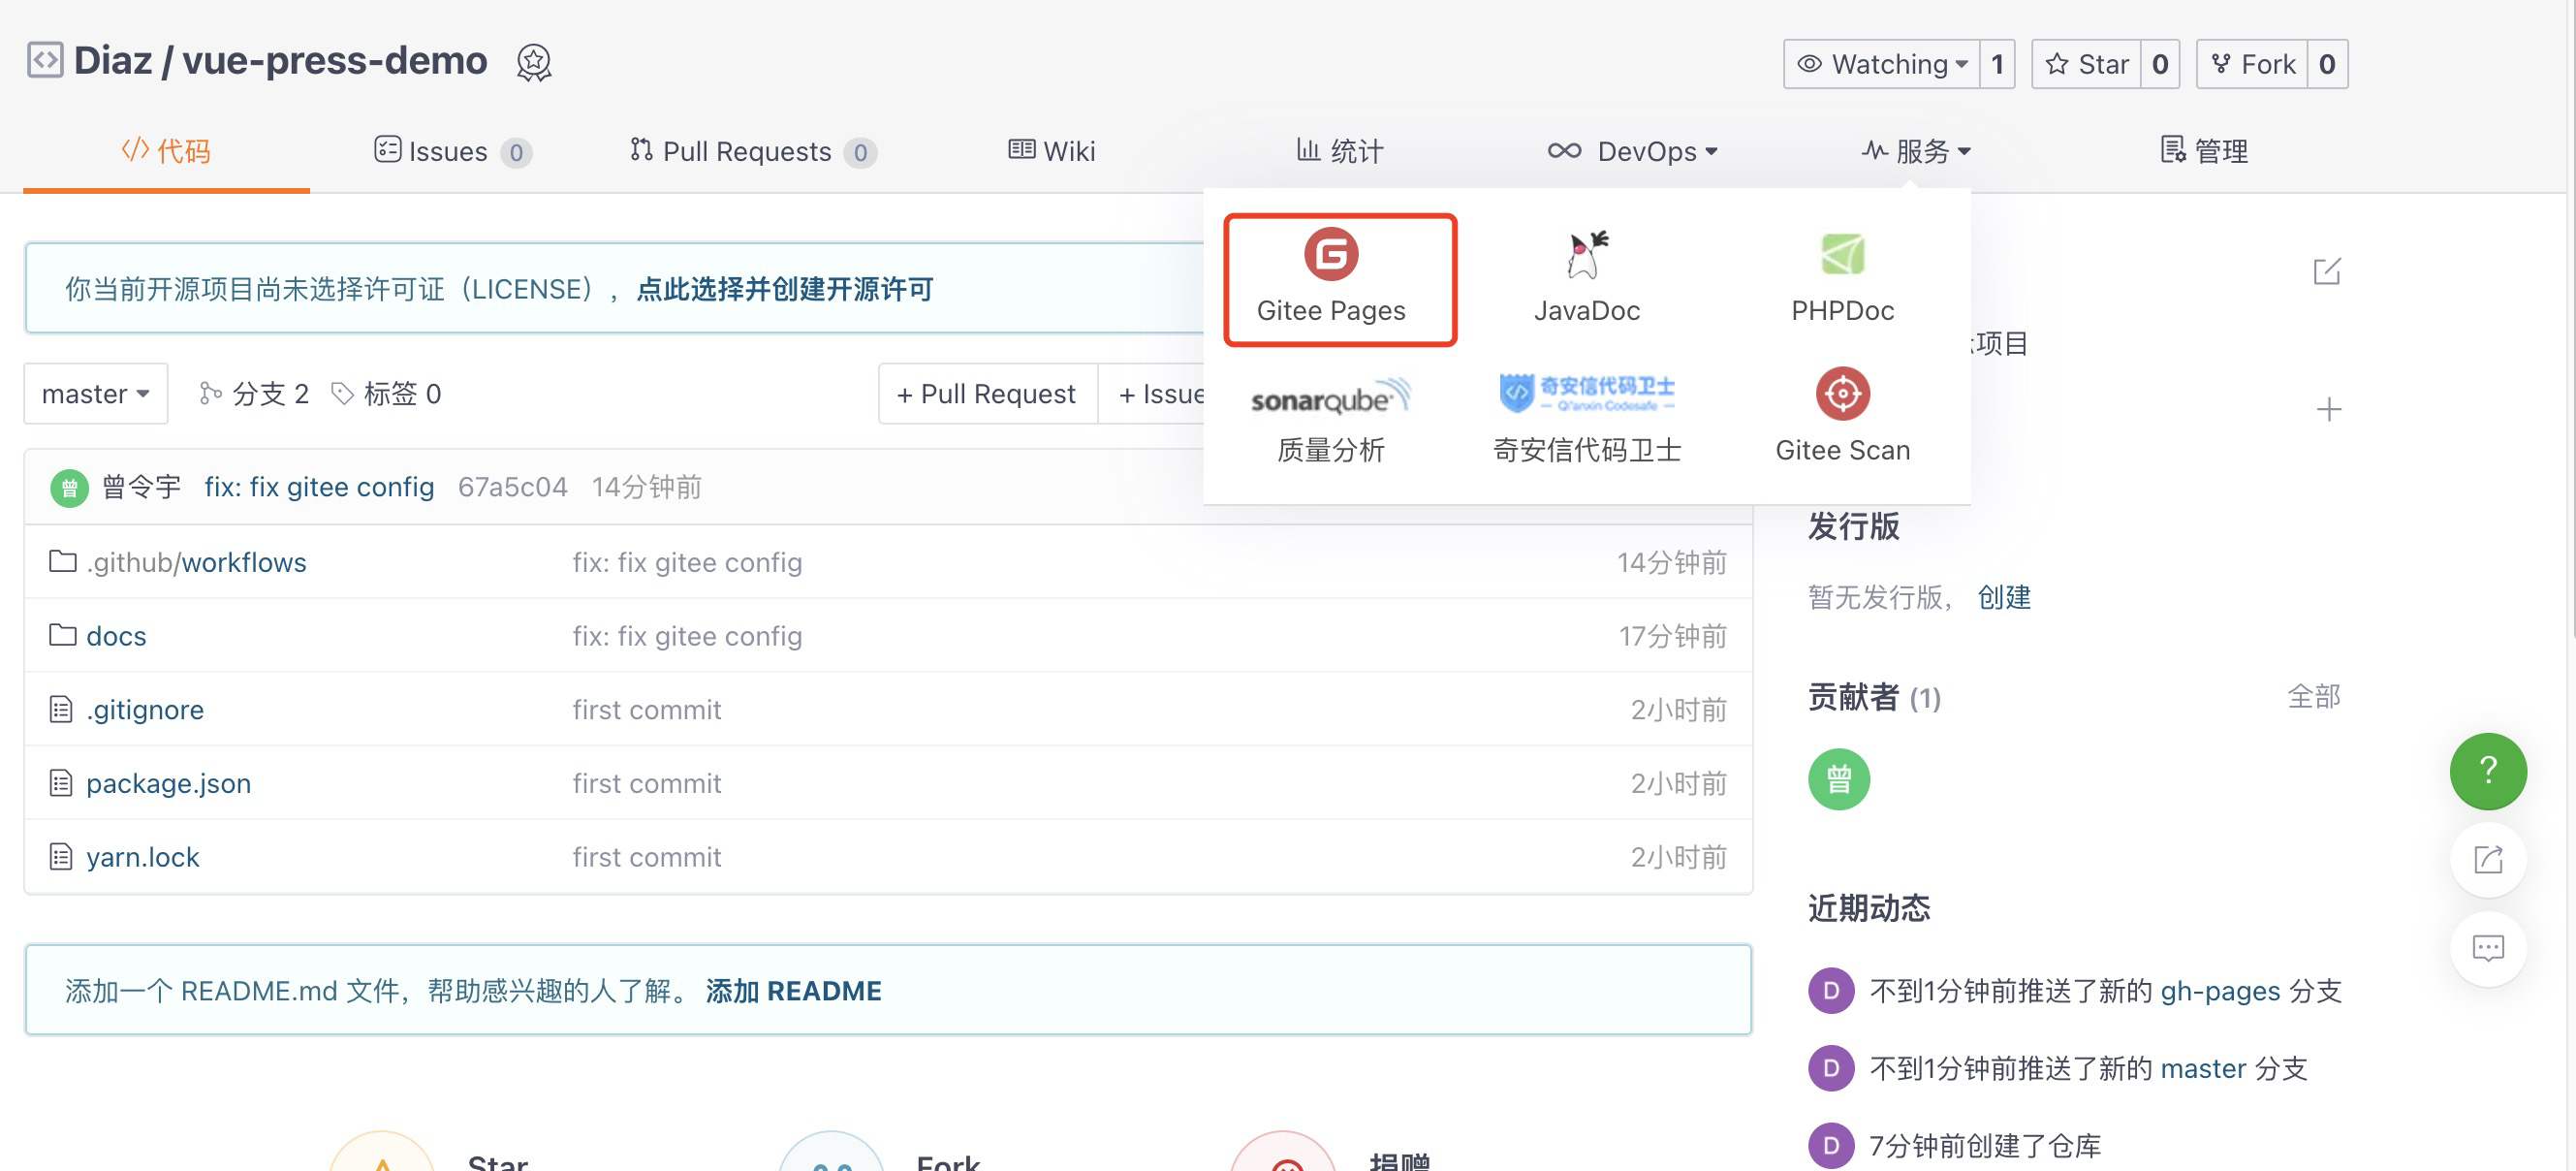 Diaz / vue-press-demo
Watching 1 Star 0 Fork 0
代码 Issues 0 Pull Requests 0 Wiki 统计 DevOps 服务 管理
你当前开源项目尚未选择许可证（LICENSE），点此选择并创建开源许可
Gitee Pages JavaDoc PHPDoc
sonarqube 奇安信代码卫士
Qi'anxin Codesafe
质量分析 奇安信代码卫士 Gitee Scan
项目
master 分支 2 标签 0 + Pull Request + Issue
曾 曾令宇 fix: fix gitee config 67a5c04 14分钟前
.github/workflows fix: fix gitee config 14分钟前
docs fix: fix gitee config 17分钟前
.gitignore first commit 2小时前
package.json first commit 2小时前
yarn.lock first commit 2小时前
添加一个 README.md 文件，帮助感兴趣的人了解。 添加 README
Star Fork 捐赠
发行版
暂无发行版，创建
贡献者 (1) 全部
曾
近期动态
D 不到1分钟前推送了新的 gh-pages 分支
D 不到1分钟前推送了新的 master 分支
D 7分钟前创建了仓库
?